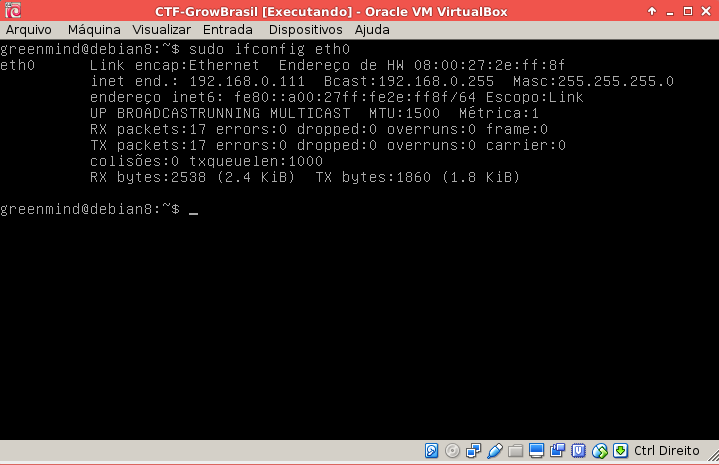 CTF-GrowBrasil [Executando] - Oracle VM VirtualBox
Arquivo Máquina Visualizar Entrada Dispositivos Ajuda
greenmind@debian8:~$ sudo ifconfig eth0
eth0 Link encap:Ethernet Endereço de HW 08:00:27:2e:ff:8f
inet end.: 192.168.0.111 Bcast:192.168.0.255 Masc:255.255.255.0
endereço inet6: fe80::a00:27ff:fe2e:ff8f/64 Escopo:Link
UP BROADCASTRUNNING MULTICAST MTU:1500 Métrica:1
RX packets:17 errors:0 dropped:0 overruns:0 frame:0
TX packets:17 errors:0 dropped:0 overruns:0 carrier:0
colisões:0 txqueuelen:1000
RX bytes:2538 (2.4 KiB) TX bytes:1860 (1.8 KiB)
greenmind@debian8:~$ _
Ctrl Direito